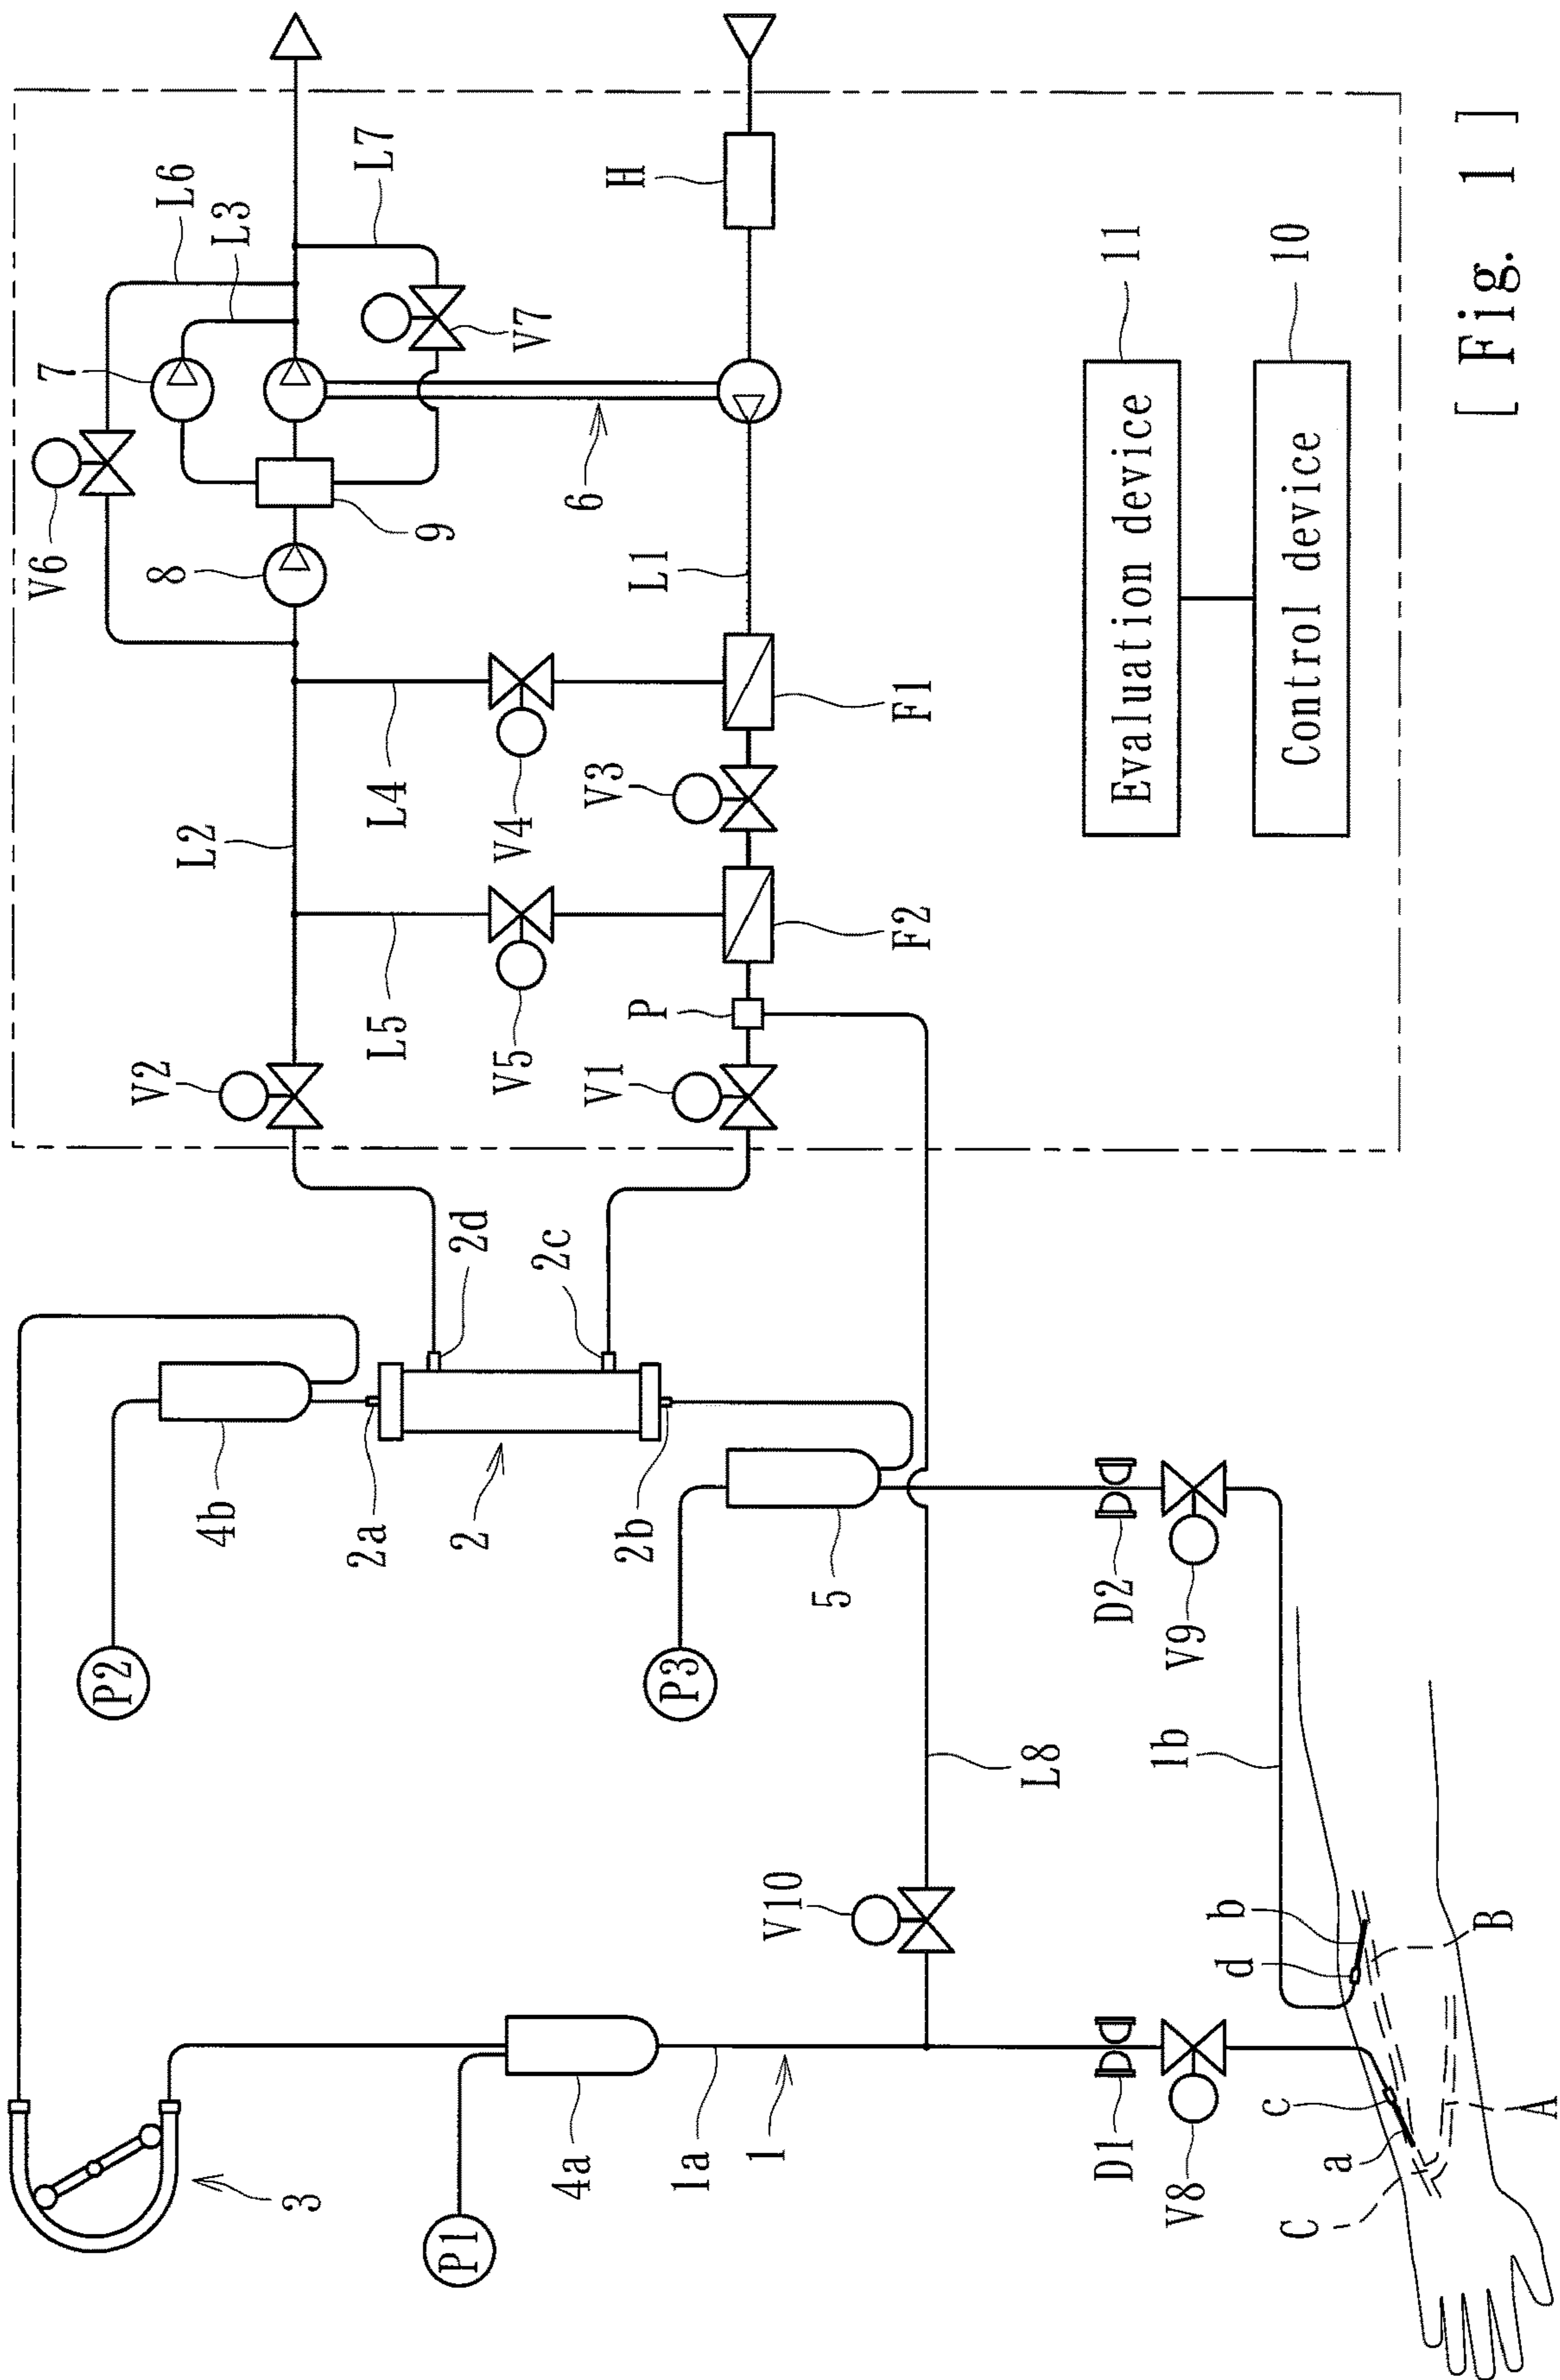 [ Fig. 1 ]
P1
P2
3
4a
4b
1a
1
2a
2
2b
2d
2c
P3
5
V2
L2
V6
8
7
9
L6
L3
L7
V7
6
H
L1
L4
V4
V3
F1
L5
V5
F2
P
V1
V10
L8
D1
V8
D2
V9
1b
C
a
c
A
d
b
B
Evaluation device
11
Control device
10